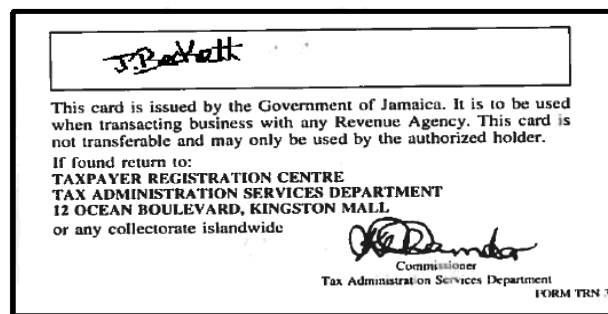 J. Beckett
This card is issued by the Government of Jamaica. It is to be used
when transacting business with any Revenue Agency. This card is
not transferable and may only be used by the authorized holder.
If found return to:
TAXPAYER REGISTRATION CENTRE
TAX ADMINISTRATION SERVICES DEPARTMENT
12 OCEAN BOULEVARD, KINGSTON MALL
or any collectorate islandwide
Commissioner
Tax Administration Services Department
FORM TRN 3